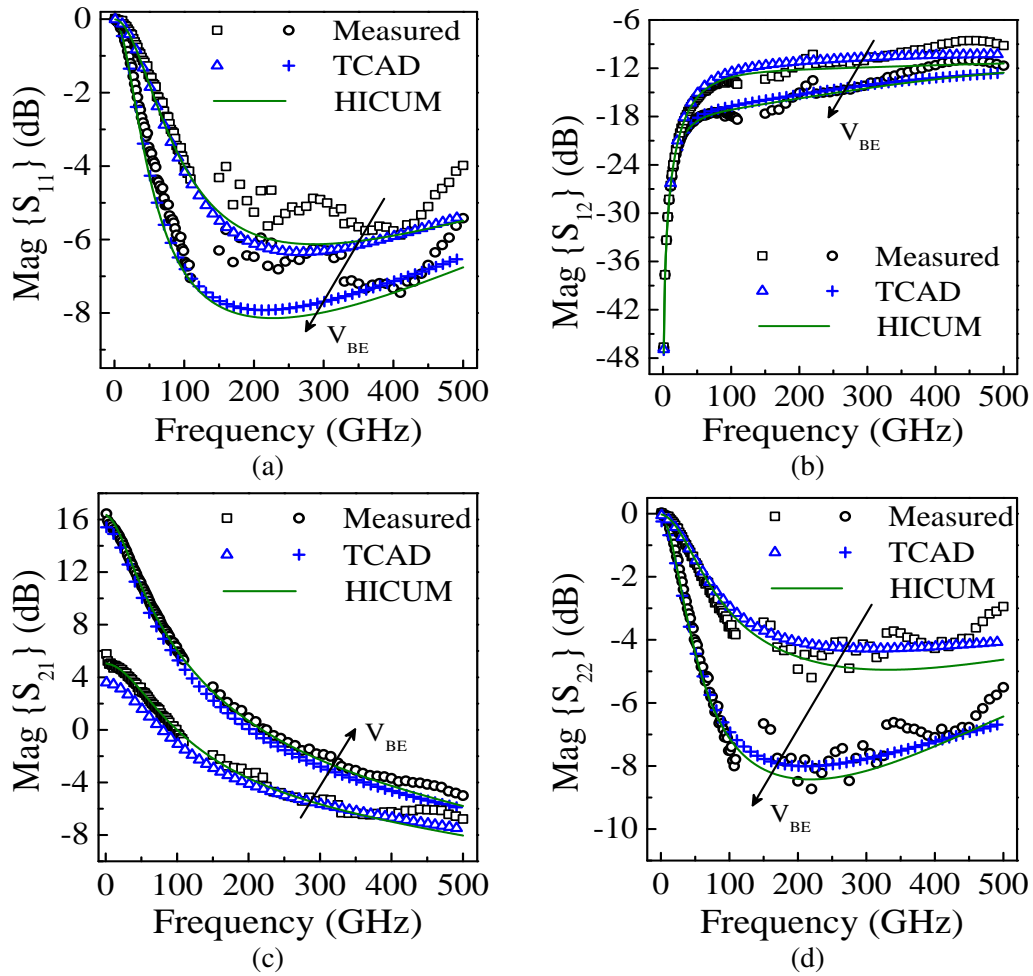 0
-2
-4
-6
-8
Mag {S11} (dB)
Measured
TCAD
HICUM
VBE
0 100 200 300 400 500
Frequency (GHz)
(a)
-6
-12
-18
-24
-30
-36
-42
-48
Mag {S12} (dB)
VBE
Measured
TCAD
HICUM
0 100 200 300 400 500
Frequency (GHz)
(b)
16
12
8
4
0
-4
-8
Mag {S21} (dB)
Measured
TCAD
HICUM
VBE
0 100 200 300 400 500
Frequency (GHz)
(c)
0
-2
-4
-6
-8
-10
Mag {S22} (dB)
Measured
TCAD
HICUM
VBE
0 100 200 300 400 500
Frequency (GHz)
(d)